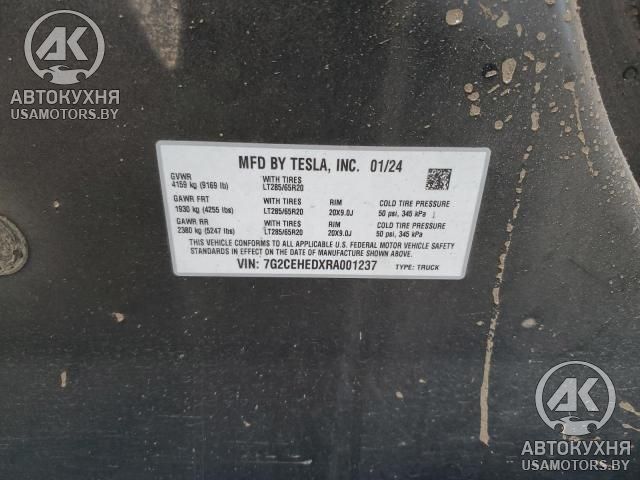 AK
АВТОКУХНЯ
USAMOTORS.BY
MFD BY TESLA, INC. 01/24
GVWR
4159 kg (9169 lb)
WITH TIRES
LT285/65R20
GAWR FRT
1930 kg (4255 lbs)
WITH TIRES
LT285/65R20
RIM
20X9.0J
COLD TIRE PRESSURE
50 psi, 345 kPa
GAWR RR
2380 kg (5247 lbs)
WITH TIRES
LT285/65R20
RIM
20X9.0J
COLD TIRE PRESSURE
50 psi, 345 kPa
THIS VEHICLE CONFORMS TO ALL APPLICABLE U.S. FEDERAL MOTOR VEHICLE SAFETY
STANDARDS IN EFFECT ON THE DATE OF MANUFACTURE SHOWN ABOVE.
VIN: 7G2CEHEDXRA001237 TYPE: TRUCK
AK
АВТОКУХНЯ
USAMOTORS.BY